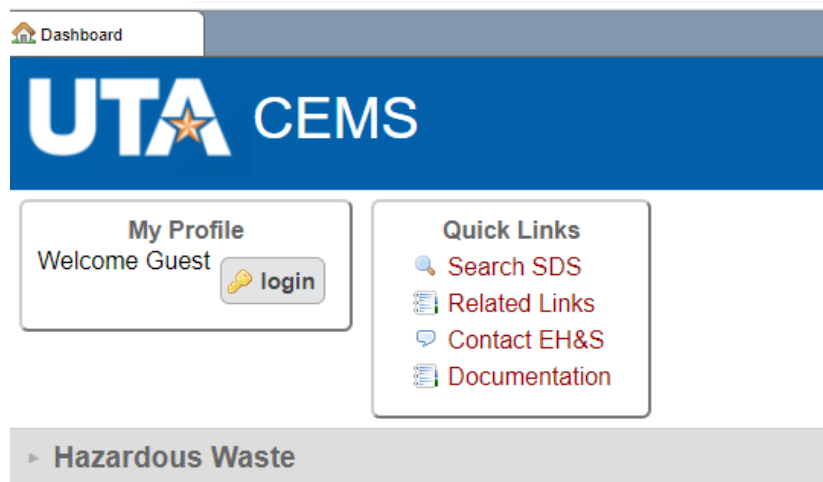 Dashboard
UTA CEMS
My Profile
Welcome Guest
login
Quick Links
Search SDS
Related Links
Contact EH&S
Documentation
Hazardous Waste